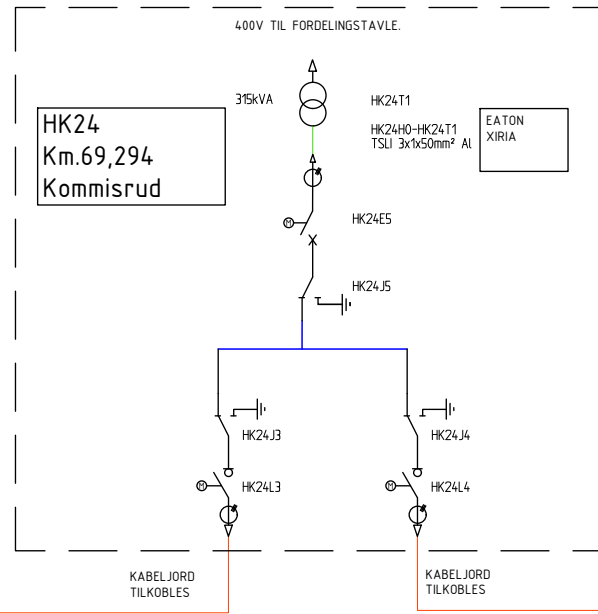 400V TIL FORDELINGSTAVLE.
315kVA
HK24T1
HK24H0-HK24T1
TSLI 3x1x50mm² Al
EATON
XIRIA
HK24
Km.69,294
Kommisrud
M
HK24E5
HK24J5
HK24J3
HK24J4
M
HK24L3
M
HK24L4
KABELJORD
TILKOBLES
KABELJORD
TILKOBLES